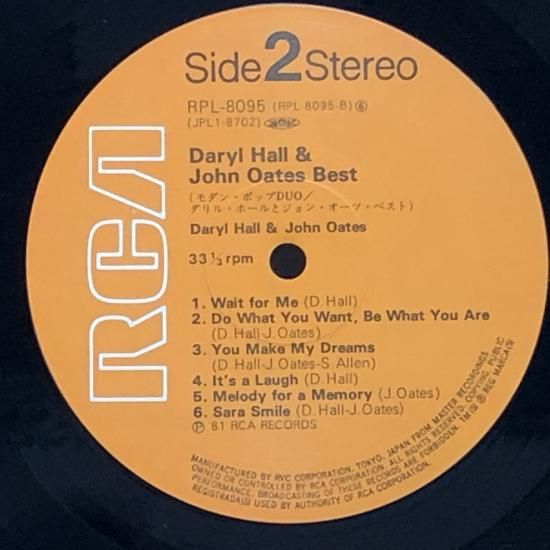 Side 2 Stereo
RPL-8095 (RPL-8095-B) ⑥
(JPL1-8702)
Daryl Hall &
John Oates Best
(モダン・ポップDUO/
ダリル・ホールとジョン・オーツ・ベスト)
Daryl Hall & John Oates
33 1/3 rpm
RCA
1. Wait for Me (D. Hall)
2. Do What You Want, Be What You Are
(D. Hall-J. Oates)
3. You Make My Dreams
(D. Hall-J. Oates-S. Allen)
4. It's a Laugh (D. Hall)
5. Melody for a Memory (J. Oates)
6. Sara Smile (D. Hall-J. Oates)
Ⓟ 81 RCA RECORDS
MANUFACTURED BY RVC CORPORATION, TOKYO, JAPAN FROM MASTER RECORDINGS
OWNED OR CONTROLLED BY RCA CORPORATION. ALL RIGHTS RESERVED. COPYING, PUBLIC
PERFORMANCE, BROADCASTING OF THESE RECORDS ARE FORBIDDEN. TM(S) ® REG MARCA(S)
REGISTRADA(S) USED BY AUTHORITY OF RCA CORPORATION.